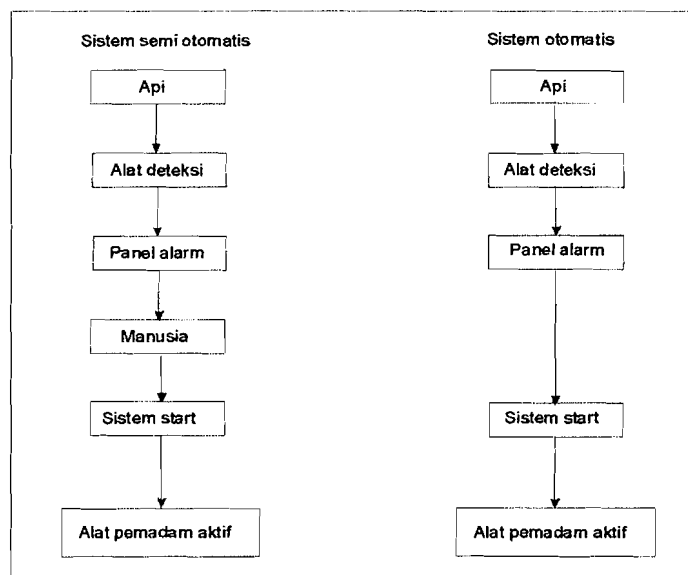 Sistem semi otomatis
Api
Alat deteksi
Panel alarm
Manusia
Sistem start
Alat pemadam aktif
Sistem otomatis
Api
Alat deteksi
Panel alarm
Sistem start
Alat pemadam aktif